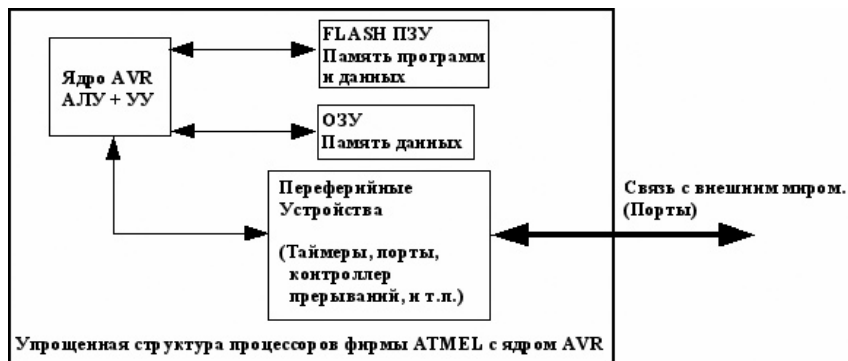 FLASH ПЗУ
Память программ
и данных
Ядро AVR
АЛУ + УУ
ОЗУ
Память данных
Переферийные
Устройства
(Таймеры, порты,
контроллер
прерываний, и т.п.)
Связь с внешним миром.
(Порты)
Упрощенная структура процессоров фирмы ATMEL с ядром AVR